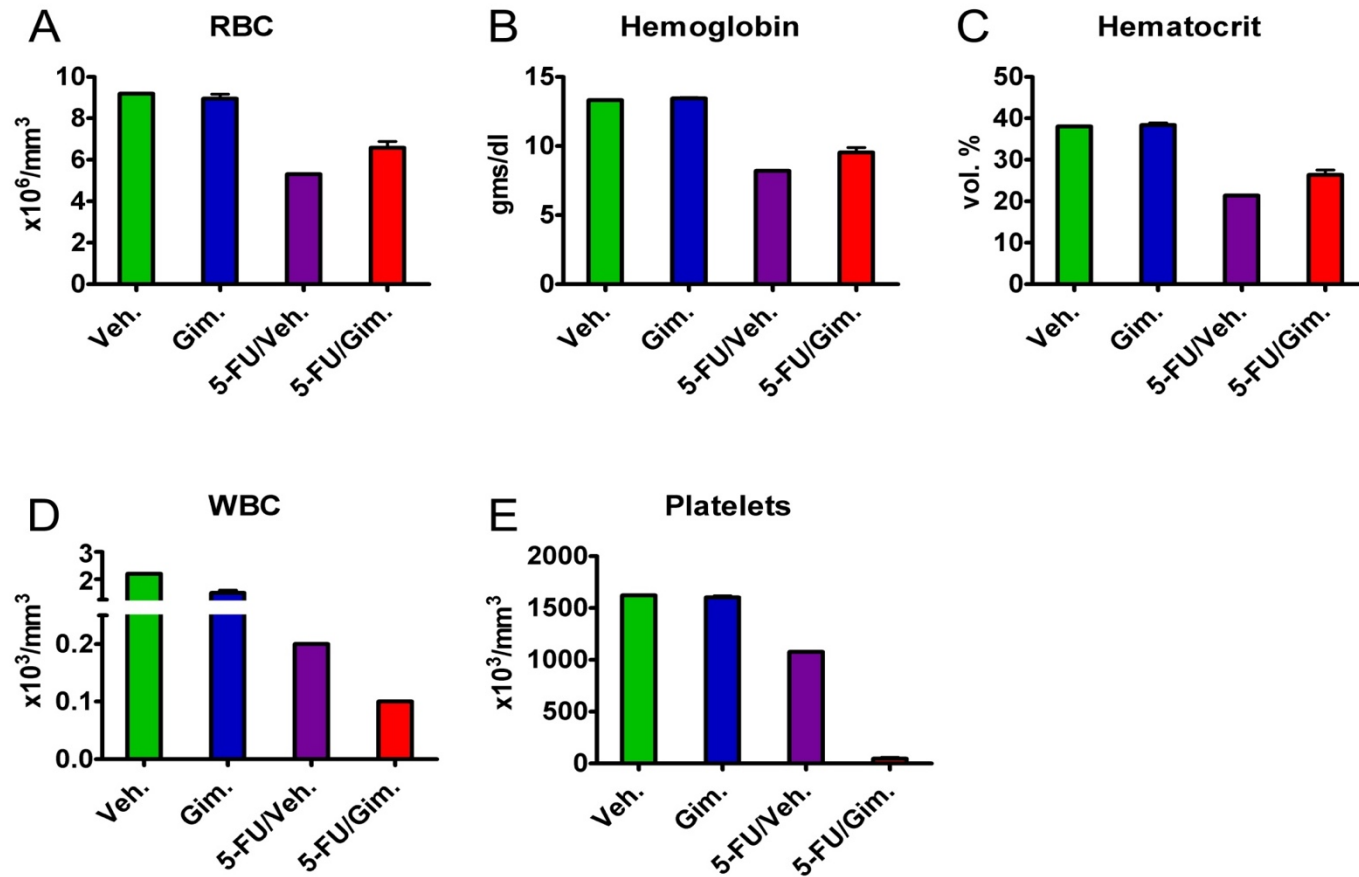 A
RBC
x10⁶/mm³
10
8
6
4
2
0
Veh.
Gim.
5-FU/Veh.
5-FU/Gim.
B
Hemoglobin
gms/dl
15
10
5
0
Veh.
Gim.
5-FU/Veh.
5-FU/Gim.
C
Hematocrit
vol. %
50
40
30
20
10
0
Veh.
Gim.
5-FU/Veh.
5-FU/Gim.
D
WBC
x10³/mm³
3
2
0.2
0.1
0.0
Veh.
Gim.
5-FU/Veh.
5-FU/Gim.
E
Platelets
x10³/mm³
2000
1500
1000
500
0
Veh.
Gim.
5-FU/Veh.
5-FU/Gim.